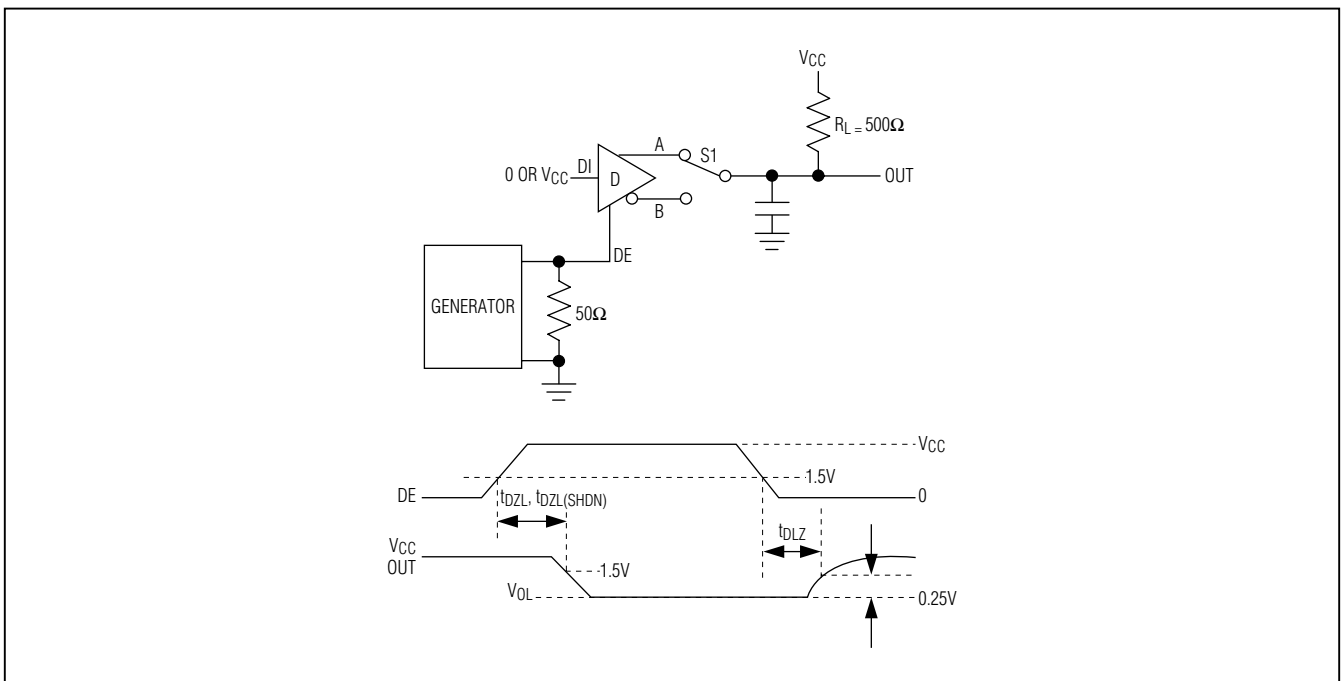 VCC
RL = 500Ω
A
S1
0 OR VCC
DI
D
OUT
B
DE
GENERATOR
50Ω
VCC
1.5V
DE
0
tDZL, tDZL(SHDN)
tDLZ
VCC
OUT
1.5V
VOL
0.25V